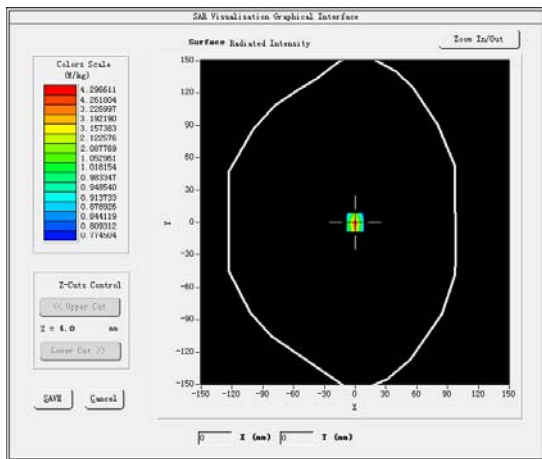 SAR Visualisation Graphical Interface
Surface Radiated Intensity
Zoom In/Out
Colors Scale
(W/kg)
4.296611
4.261804
3.226997
3.192190
3.157383
2.122576
2.087769
1.052961
1.018154
0.983347
0.948540
0.913733
0.878926
0.844119
0.809312
0.774504
Z-Cuts Control
<< Upper Cut
Z = 4.0 mm
Lower Cut >>
SAVE
Cancel
150
90
60
30
0
-30
-60
-90
-120
-150
Y
-150 -120 -90 -60 -30 0 30 60 90 120 150
X
0 X (mm) 0 Y (mm)